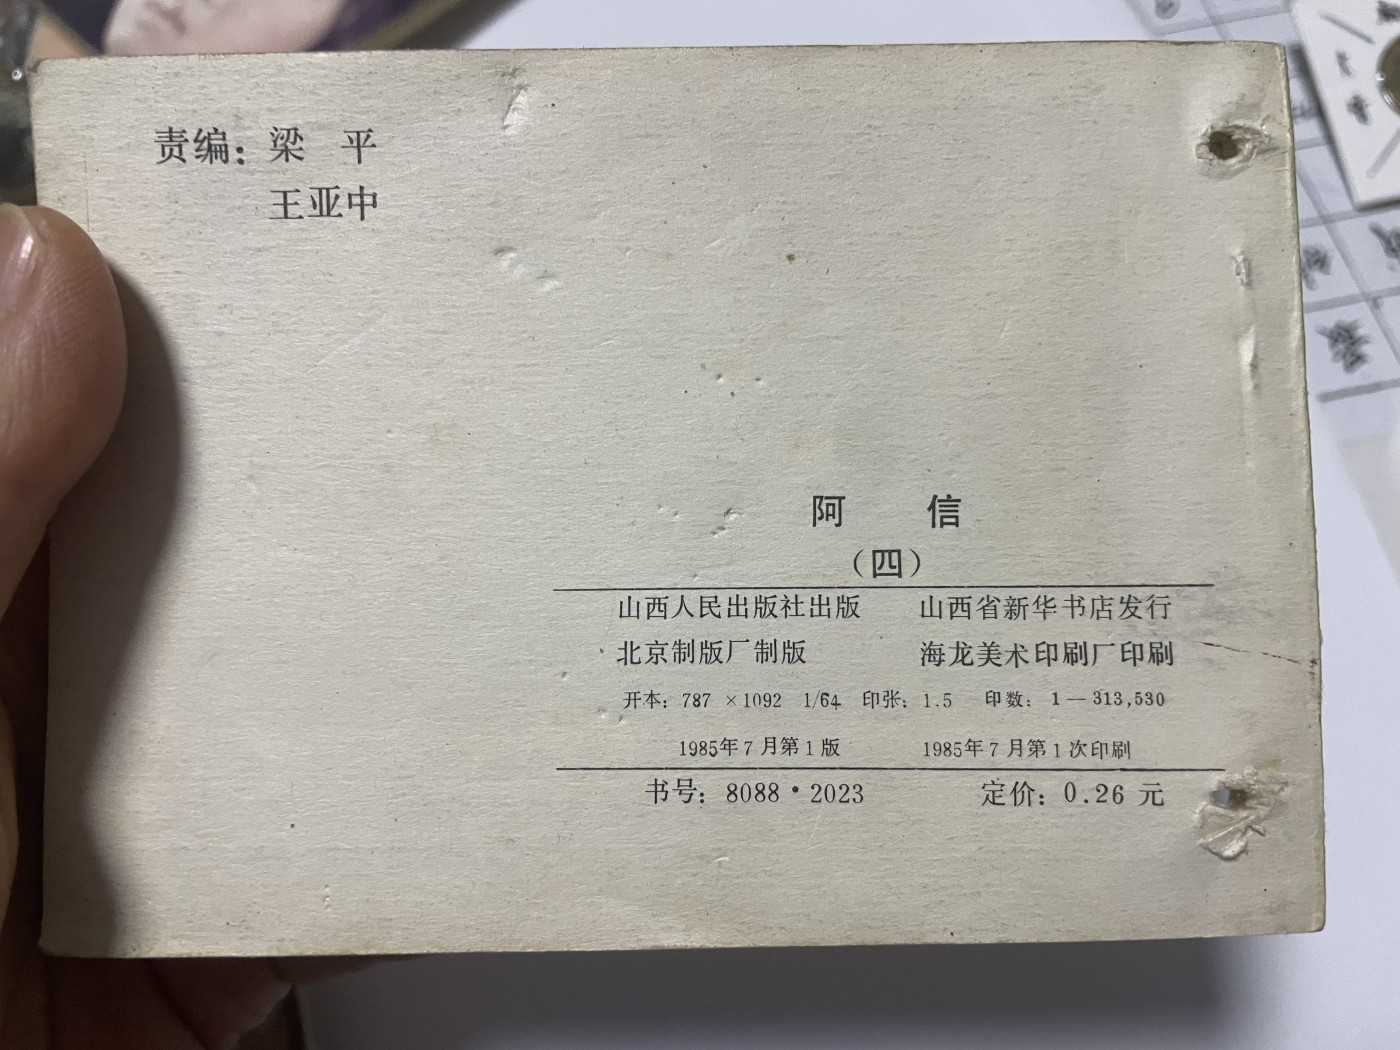 责编：梁 平
王亚中
阿 信
（四）
山西人民出版社出版 山西省新华书店发行
北京制版厂制版 海龙美术印刷厂印刷
开本：787 ×1092 1/64 印张：1.5 印数：1—313,530
1985年7月第1版 1985年7月第1次印刷
书号：8088·2023 定价：0.26 元